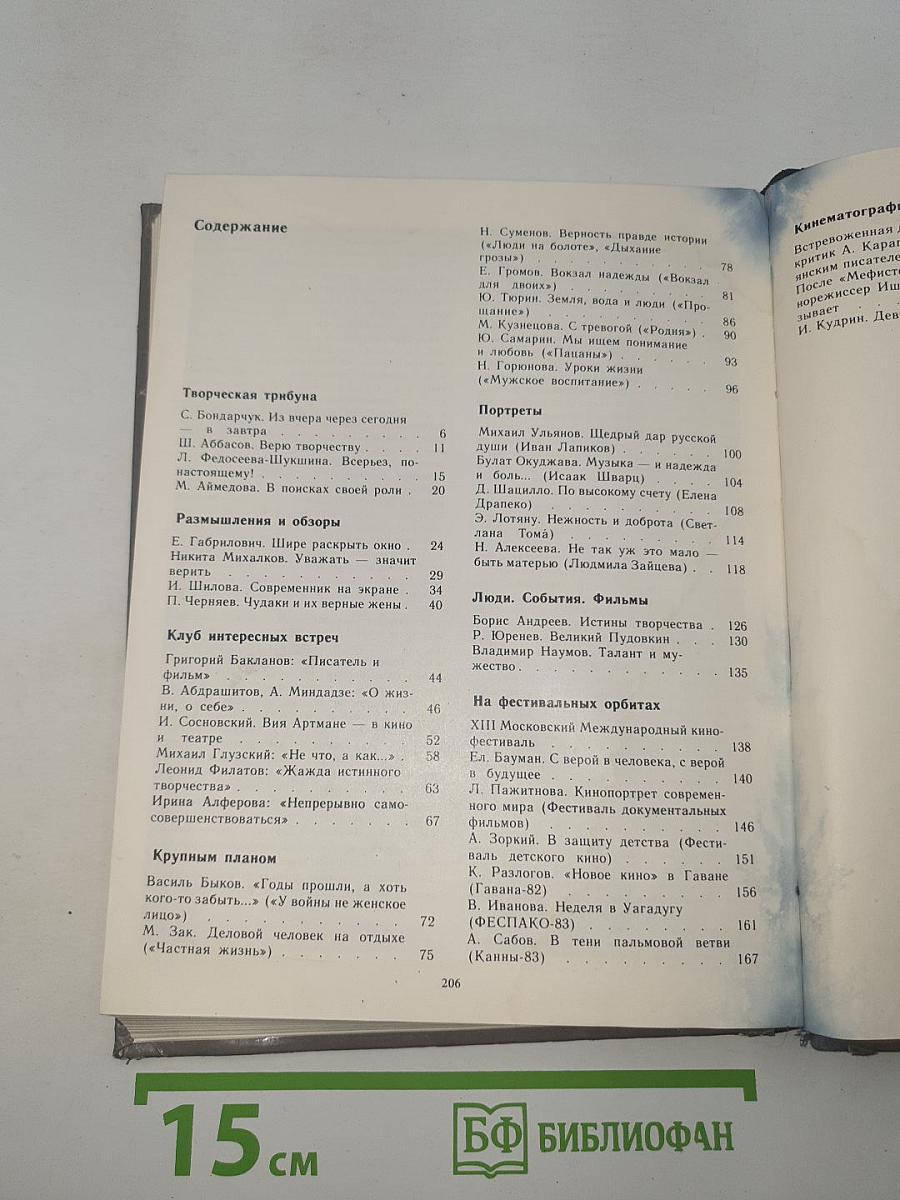 Содержание
Творческая трибуна
С. Бондарчук. Из вчера через сегодня
— в завтра . . . . . . . . 6
Ш. Аббасов. Верю творчеству . . . . 11
Л. Федосеева-Шукшина. Всерьез, по-
настоящему! . . . . . . . . . 15
М. Аймедова. В поисках своей роли . 20
Размышления и обзоры
Е. Габрилович. Шире раскрыть окно . 24
Никита Михалков. Уважать — значит
верить . . . . . . . . . . . 29
И. Шилова. Современник на экране . 34
П. Черняев. Чудаки и их верные жены . 40
Клуб интересных встреч
Григорий Бакланов: «Писатель и
фильм» . . . . . . . . . . . 44
В. Абдрашитов, А. Миндадзе: «О жиз-
ни, о себе» . . . . . . . . . . 46
И. Сосновский. Вия Артмане — в кино
и театре . . . . . . . . . . 52
Михаил Глузский: «Не что, а как...» . 58
Леонид Филатов: «Жажда истинного
творчества» . . . . . . . . . . 63
Ирина Алферова: «Непрерывно само-
совершенствоваться» . . . . . . . 67
Крупным планом
Василь Быков. «Годы прошли, а хоть
кого-то забыть...» («У войны не женское
лицо») . . . . . . . . . . . 72
М. Зак. Деловой человек на отдыхе
(«Частная жизнь») . . . . . . . 75
Н. Суменов. Верность правде истории
(«Люди на болоте», «Дыхание
грозы») . . . . . . . . . . 78
Е. Громов. Вокзал надежды («Вокзал
для двоих») . . . . . . . . . 81
Ю. Тюрин. Земля, вода и люди («Про-
щание») . . . . . . . . . . 86
М. Кузнецова. С тревогой («Родня») . 90
Ю. Самарин. Мы ищем понимание
и любовь («Пацаны») . . . . . . 93
Н. Горюнова. Уроки жизни
(«Мужское воспитание») . . . . . 96
Портреты
Михаил Ульянов. Щедрый дар русской
души (Иван Лапиков) . . . . . . 100
Булат Окуджава. Музыка — и надежда
и боль... (Исаак Шварц) . . . . . 104
Д. Шацилло. По высокому счету (Елена
Драпеко) . . . . . . . . . . 108
Э. Лотяну. Нежность и доброта (Свет-
лана Тома́) . . . . . . . . . 114
Н. Алексеева. Не так уж это мало —
быть матерью (Людмила Зайцева) . . 118
Люди. События. Фильмы
Борис Андреев. Истины творчества . 126
Р. Юренев. Великий Пудовкин . . . 130
Владимир Наумов. Талант и му-
жество . . . . . . . . . . . 135
На фестивальных орбитах
XIII Московский Международный кино-
фестиваль . . . . . . . . . . 138
Ел. Бауман. С верой в человека, с верой
в будущее . . . . . . . . . . 140
Л. Пажитнова. Кинопортрет современ-
ного мира (Фестиваль документальных
фильмов) . . . . . . . . . . 146
А. Зоркий. В защиту детства (Фести-
валь детского кино) . . . . . . 151
К. Разлогов. «Новое кино» в Гаване
(Гавана-82) . . . . . . . . . 156
В. Иванова. Неделя в Уагадугу
(ФЕСПАКО-83) . . . . . . . . 161
А. Сабов. В тени пальмовой ветви
(Канны-83) . . . . . . . . . 167
206
Кинематографи
Встревоженная
критик А. Караг
янским писателе
После «Мефисто
норежиссер Иш
зывает . .
И. Кудрин. Дев
15 см
БФ БИБЛИОФАН